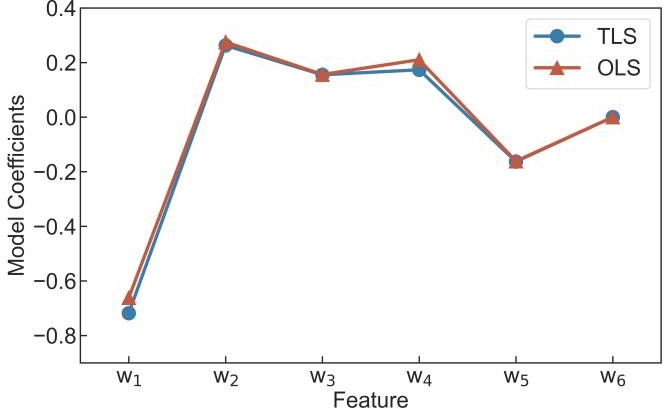 0.4
0.2
0.0
−0.2
−0.4
−0.6
−0.8
Model Coefficients
TLS
OLS
w₁ w₂ w₃ w₄ w₅ w₆
Feature